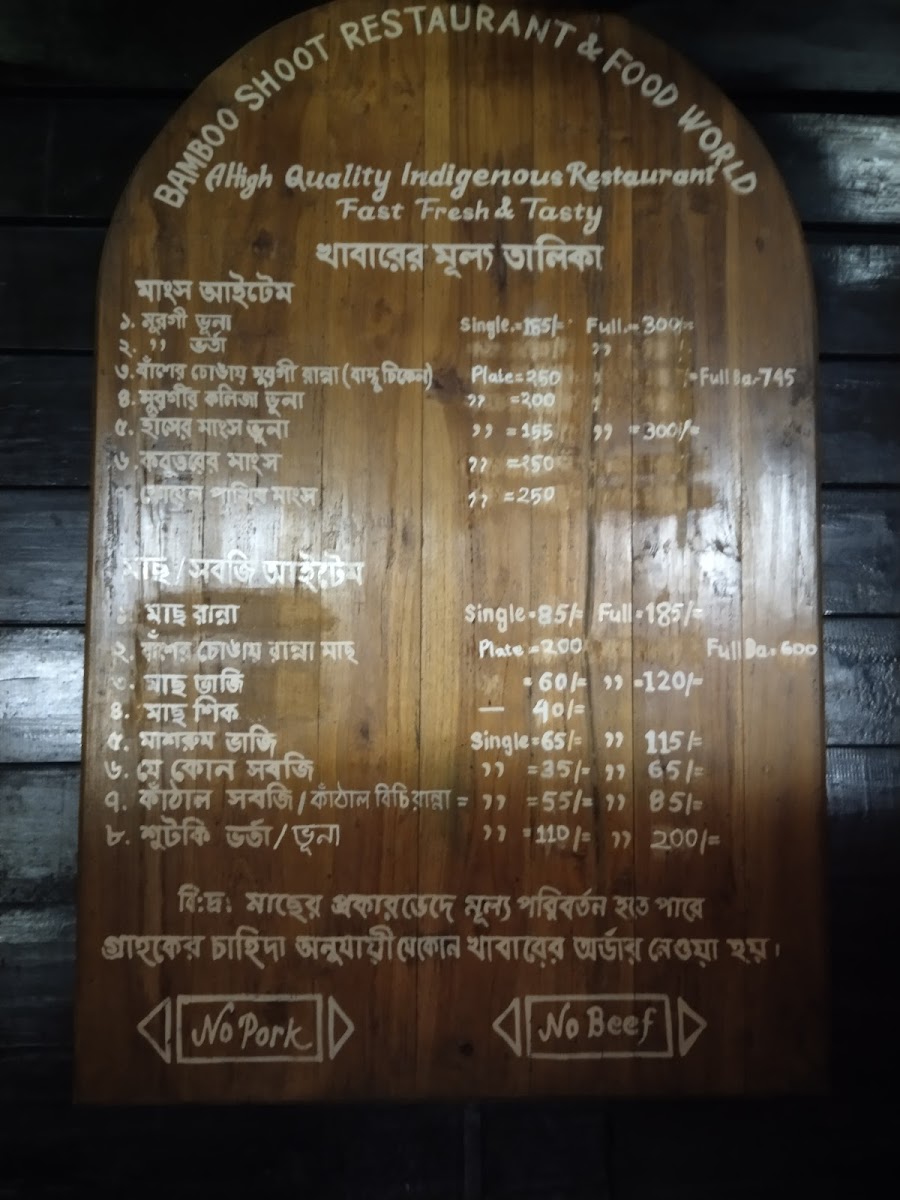 BAMBOO SHOOT RESTAURANT & FOOD WORLD
A High Quality Indigenous Restaurant
Fast Fresh & Tasty
খাবারের মূল্য তালিকা
মাংস আইটেম
১. মুরগী ভূনা Single.= Full.=300/=
২. ,, ভর্তা ,,
৩. বাঁশের চোঙায় মুরগী রান্না (বাম্বু চিকেন) Plate=250 ,, =Full Ba.-745
৪. মুরগীর কলিজা ভূনা ,, =200
৫. হাসের মাংস ভুনা ,, =155 ,, =300/=
৬. কবুতরের মাংস ,, =250
৭. কোয়েল পাখির মাংস ,, =250
মাছ/সবজি আইটেম
১. মাছ রান্না Single=85/= Full=185/=
২. বাঁশের চোঙায় রান্না মাছ Plate=200 Full Ba.=600
৩. মাছ ভাজি =60/= ,, =120/=
৪. মাছ শিক — 40/=
৫. মাশরুম ভাজি Single=65/= ,, 115/=
৬. যে কোন সবজি ,, =35/= ,, 65/=
৭. কাঁঠাল সবজি/কাঁঠাল বিচি রান্না = ,, =55/= ,, 85/=
৮. শুটকি ভর্তা/ভূনা ,, =110/= ,, 200/=
বি:দ্র: মাছের প্রকারভেদে মূল্য পরিবর্তন হতে পারে
গ্রাহকের চাহিদা অনুযায়ী যেকোন খাবারের অর্ডার নেওয়া হয়।
No Pork
No Beef